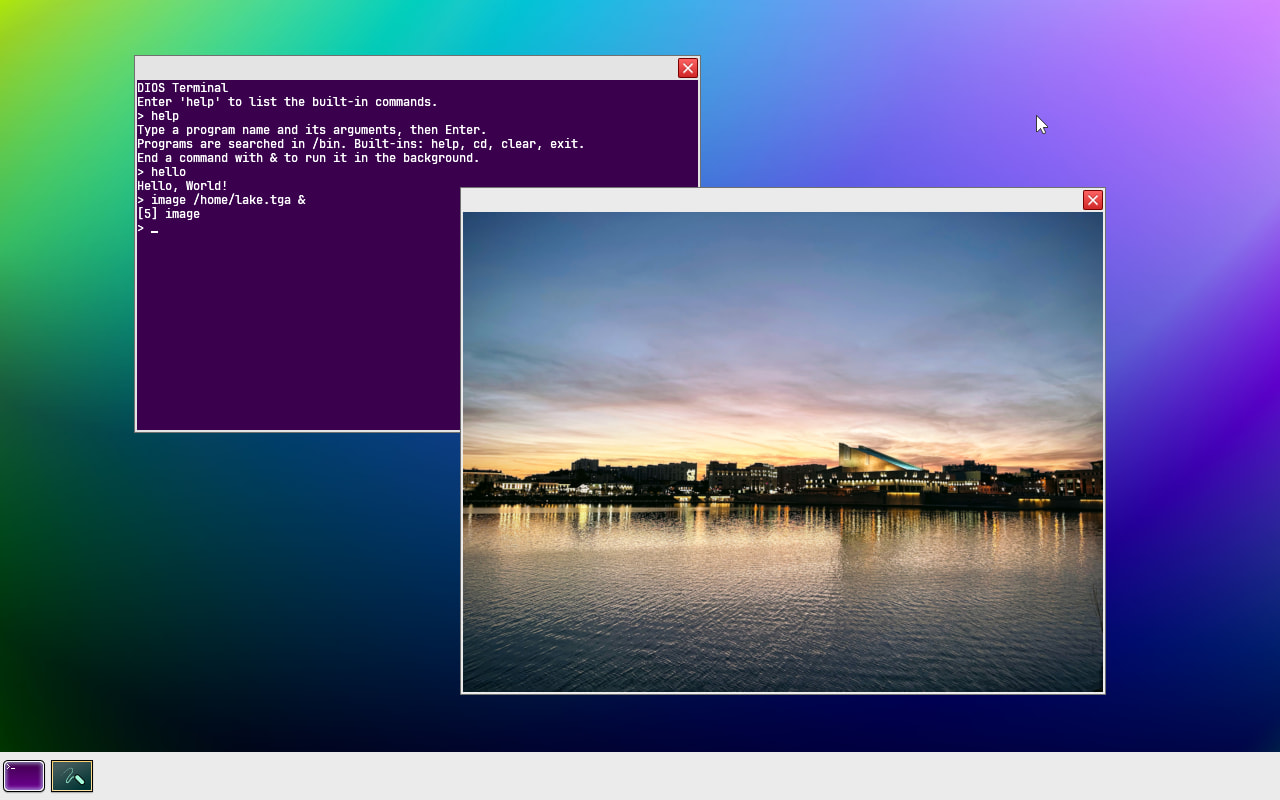 DIOS Terminal
Enter 'help' to list the built-in commands.
> help
Type a program name and its arguments, then Enter.
Programs are searched in /bin. Built-ins: help, cd, clear, exit.
End a command with & to run it in the background.
> hello
Hello, World!
> image /home/lake.tga &
[5] image
> _
>_